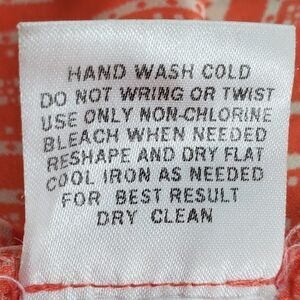 HAND WASH COLD
DO NOT WRING OR TWIST
USE ONLY NON-CHLORINE
BLEACH WHEN NEEDED
RESHAPE AND DRY FLAT
COOL IRON AS NEEDED
FOR BEST RESULT
DRY CLEAN